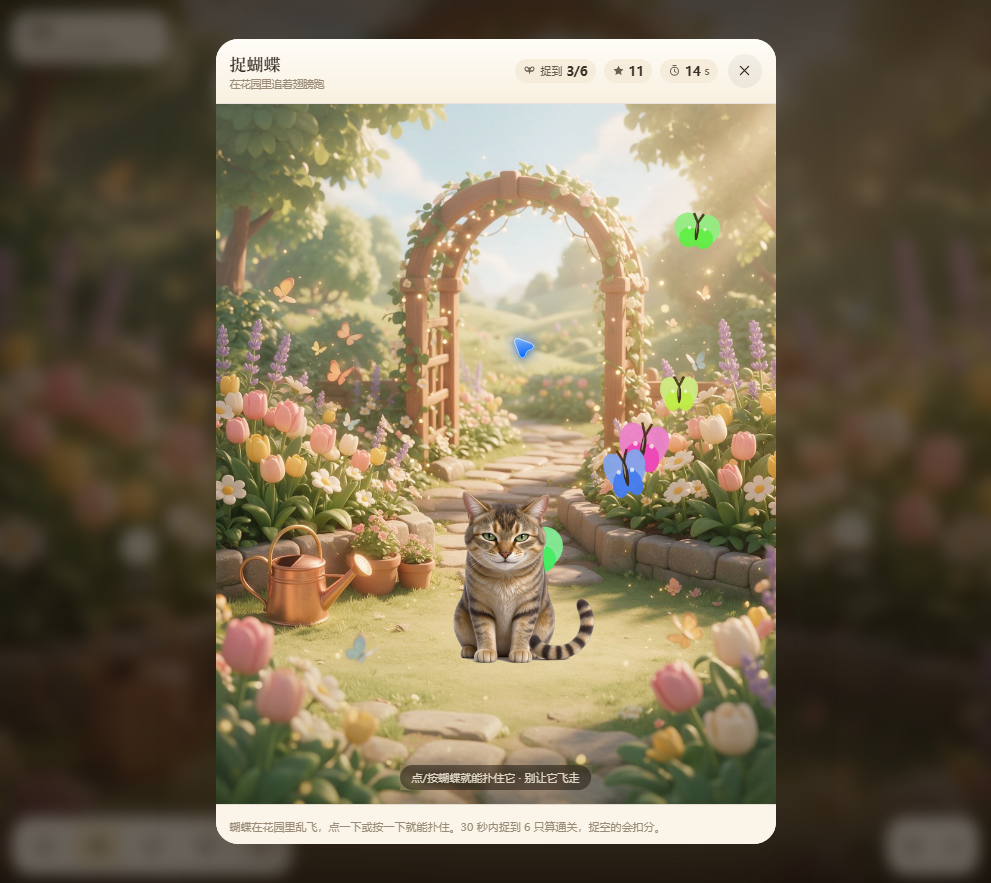 捉蝴蝶
在花园里追着翅膀跑
捉到 3/6
11
14 s
点/按蝴蝶就能扑住它 · 别让它飞走
蝴蝶在花园里乱飞，点一下或按一下就能扑住。30 秒内捉到 6 只算通关，捉空的会扣分。